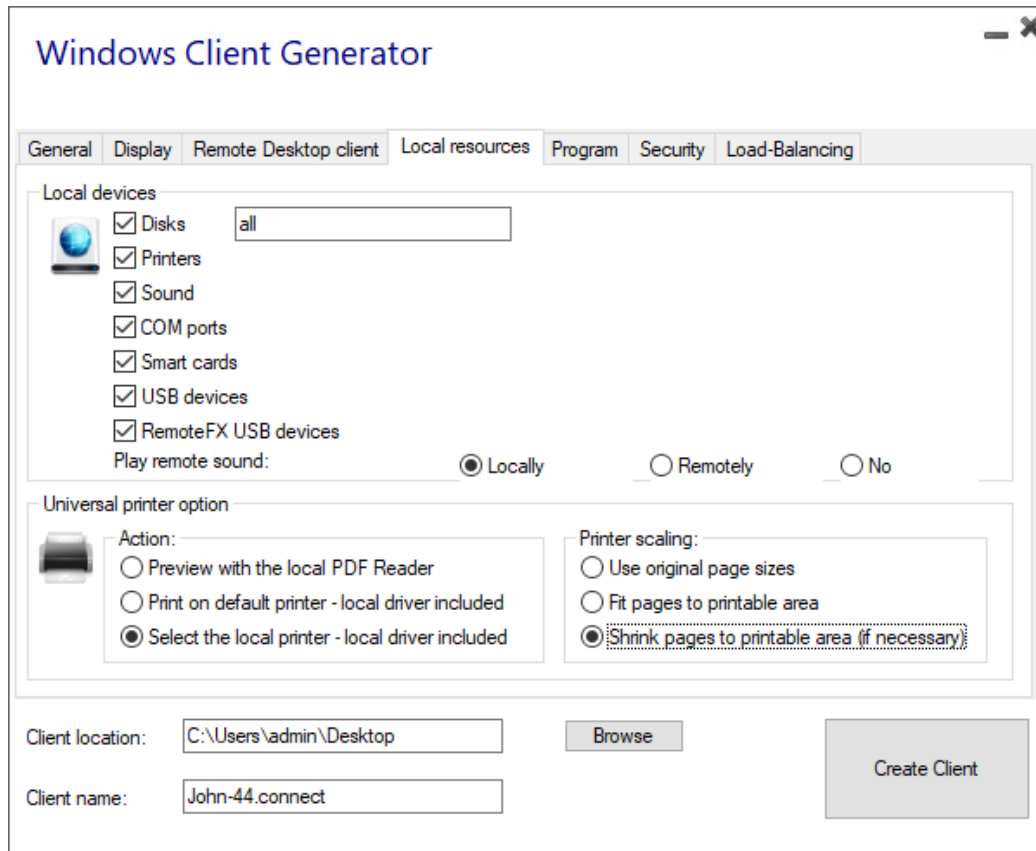 Windows Client Generator
General Display Remote Desktop client Local resources Program Security Load-Balancing
Local devices
Disks all
Printers
Sound
COM ports
Smart cards
USB devices
RemoteFX USB devices
Play remote sound: Locally Remotely No
Universal printer option
Action:
Preview with the local PDF Reader
Print on default printer - local driver included
Select the local printer - local driver included
Printer scaling:
Use original page sizes
Fit pages to printable area
Shrink pages to printable area (if necessary)
Client location: C:\Users\admin\Desktop Browse
Client name: John-44.connect
Create Client